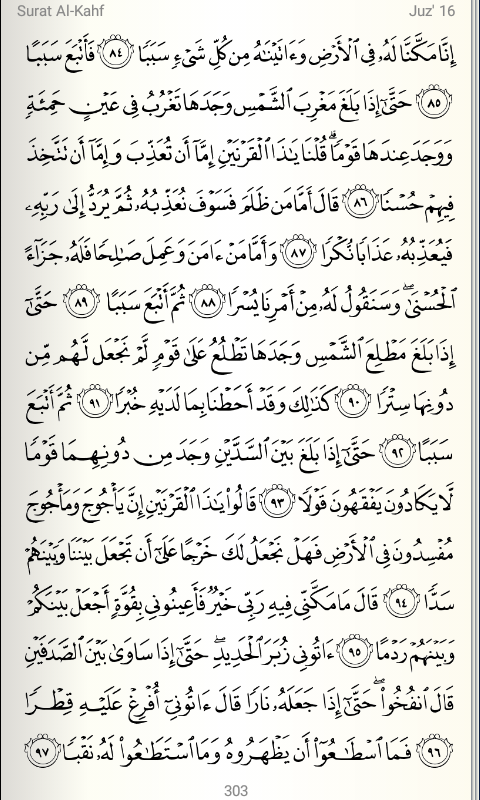 Surat Al-Kahf Juz' 16
إِنَّا مَكَّنَّا لَهُۥ فِى ٱلْأَرْضِ وَءَاتَيْنَٰهُ مِن كُلِّ شَىْءٍ سَبَبًا ٨٤ فَأَتْبَعَ سَبَبًا
٨٥ حَتَّىٰٓ إِذَا بَلَغَ مَغْرِبَ ٱلشَّمْسِ وَجَدَهَا تَغْرُبُ فِى عَيْنٍ حَمِئَةٍ
وَوَجَدَ عِندَهَا قَوْمًا ۗ قُلْنَا يَٰذَا ٱلْقَرْنَيْنِ إِمَّآ أَن تُعَذِّبَ وَإِمَّآ أَن تَتَّخِذَ
فِيهِمْ حُسْنًا ٨٦ قَالَ أَمَّا مَن ظَلَمَ فَسَوْفَ نُعَذِّبُهُۥ ثُمَّ يُرَدُّ إِلَىٰ رَبِّهِۦ
فَيُعَذِّبُهُۥ عَذَابًا نُّكْرًا ٨٧ وَأَمَّا مَنْ ءَامَنَ وَعَمِلَ صَٰلِحًا فَلَهُۥ جَزَآءً
ٱلْحُسْنَىٰ ۖ وَسَنَقُولُ لَهُۥ مِنْ أَمْرِنَا يُسْرًا ٨٨ ثُمَّ أَتْبَعَ سَبَبًا ٨٩ حَتَّىٰٓ
إِذَا بَلَغَ مَطْلِعَ ٱلشَّمْسِ وَجَدَهَا تَطْلُعُ عَلَىٰ قَوْمٍ لَّمْ نَجْعَل لَّهُم مِّن
دُونِهَا سِتْرًا ٩٠ كَذَٰلِكَ وَقَدْ أَحَطْنَا بِمَا لَدَيْهِ خُبْرًا ٩١ ثُمَّ أَتْبَعَ
سَبَبًا ٩٢ حَتَّىٰٓ إِذَا بَلَغَ بَيْنَ ٱلسَّدَّيْنِ وَجَدَ مِن دُونِهِمَا قَوْمًا
لَّا يَكَادُونَ يَفْقَهُونَ قَوْلًا ٩٣ قَالُوا۟ يَٰذَا ٱلْقَرْنَيْنِ إِنَّ يَأْجُوجَ وَمَأْجُوجَ
مُفْسِدُونَ فِى ٱلْأَرْضِ فَهَلْ نَجْعَلُ لَكَ خَرْجًا عَلَىٰٓ أَن تَجْعَلَ بَيْنَنَا وَبَيْنَهُمْ
سَدًّا ٩٤ قَالَ مَا مَكَّنِّى فِيهِ رَبِّى خَيْرٌ فَأَعِينُونِى بِقُوَّةٍ أَجْعَلْ بَيْنَكُمْ
وَبَيْنَهُمْ رَدْمًا ٩٥ ءَاتُونِى زُبَرَ ٱلْحَدِيدِ ۖ حَتَّىٰٓ إِذَا سَاوَىٰ بَيْنَ ٱلصَّدَفَيْنِ
قَالَ ٱنفُخُوا۟ ۖ حَتَّىٰٓ إِذَا جَعَلَهُۥ نَارًا قَالَ ءَاتُونِىٓ أُفْرِغْ عَلَيْهِ قِطْرًا
٩٦ فَمَا ٱسْطَٰعُوٓا۟ أَن يَظْهَرُوهُ وَمَا ٱسْتَطَٰعُوا۟ لَهُۥ نَقْبًا ٩٧
303